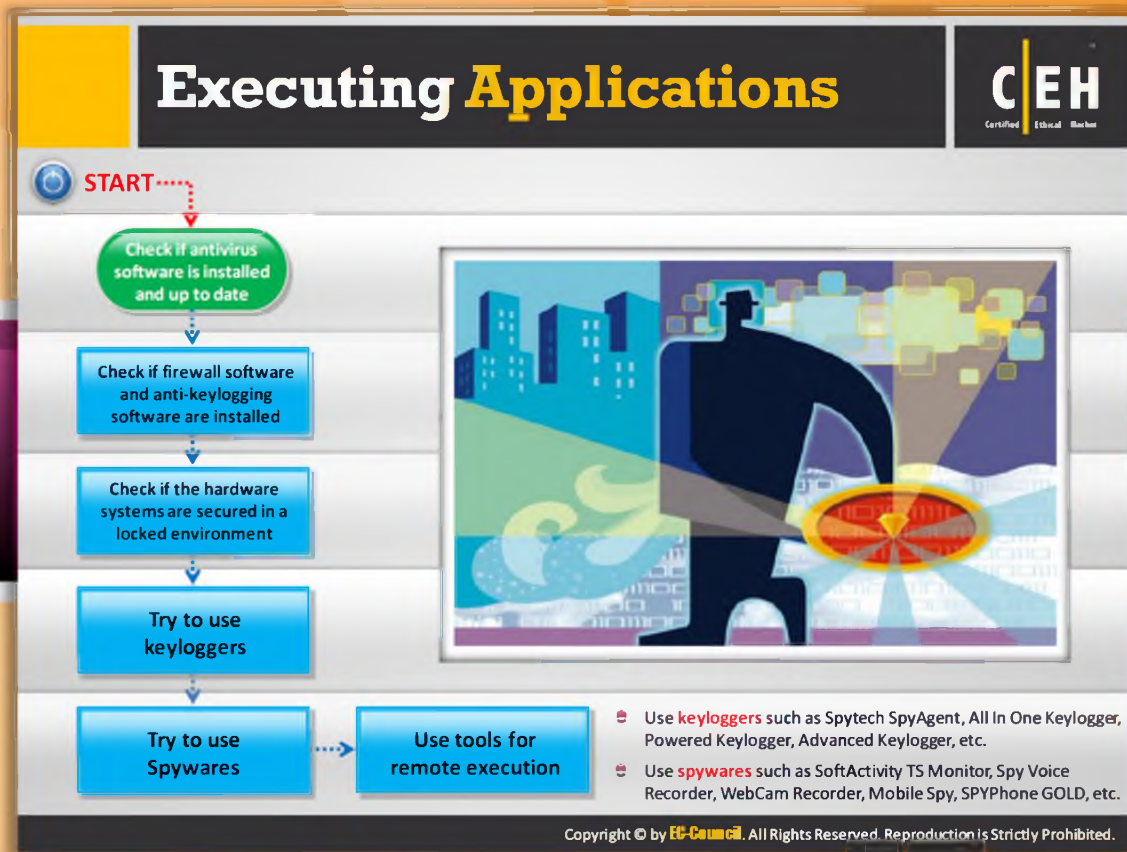 Executing Applications
C EH
Certified Ethical Hacker
START
Check if antivirus
software is installed
and up to date
Check if firewall software
and anti-keylogging
software are installed
Check if the hardware
systems are secured in a
locked environment
Try to use
keyloggers
Try to use
Spywares
Use tools for
remote execution
Use keyloggers such as Spytech SpyAgent, All In One Keylogger,
Powered Keylogger, Advanced Keylogger, etc.
Use spywares such as SoftActivity TS Monitor, Spy Voice
Recorder, WebCam Recorder, Mobile Spy, SPYPhone GOLD, etc.
Copyright © by EC-Council. All Rights Reserved. Reproduction is Strictly Prohibited.